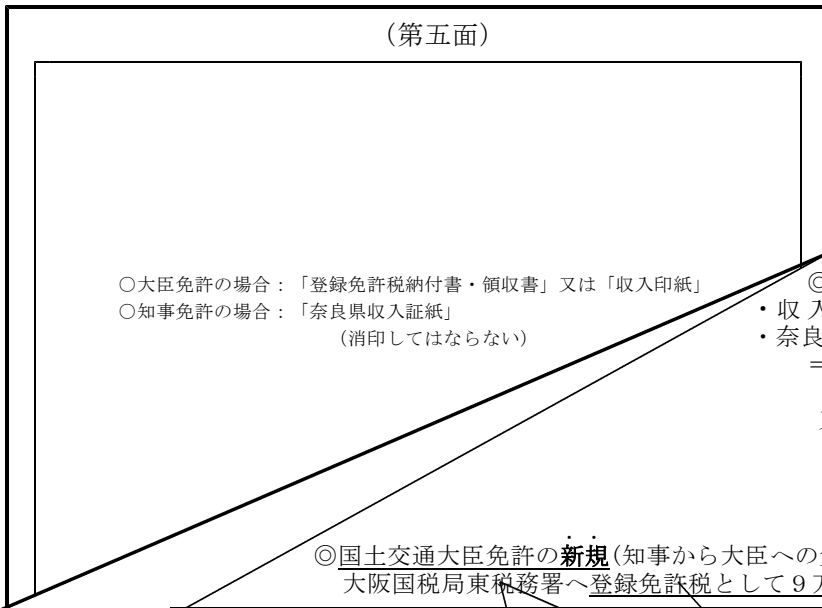 (第五面)
○大臣免許の場合：「登録免許税納付書・領収書」又は「収入印紙」
○知事免許の場合：「奈良県収入証紙」
(消印してはならない)
◎
・収入
・奈良
＝
◎国土交通大臣免許の新規(知事から大臣への
大阪国税局東税務署へ登録免許税として９万